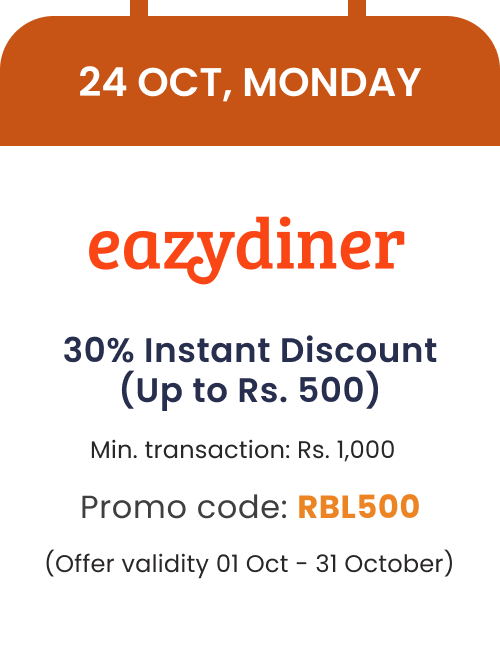 24 OCT, MONDAY
eazydiner
30% Instant Discount
(Up to Rs. 500)
Min. transaction: Rs. 1,000
Promo code: RBL500
(Offer validity 01 Oct - 31 October)